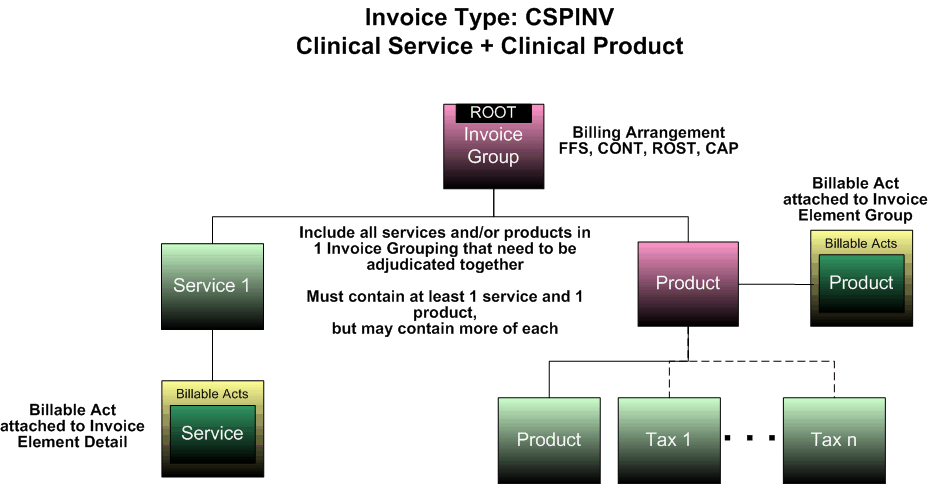 Invoice Type: CSPINV
Clinical Service + Clinical Product
ROOT
Invoice
Group
Billing Arrangement
FFS, CONT, ROST, CAP
Billable Act
attached to Invoice
Element Group
Include all services and/or products in
1 Invoice Grouping that need to be
adjudicated together
Must contain at least 1 service and 1
product,
but may contain more of each
Service 1
Product
Billable Acts
Product
Billable Act
attached to Invoice
Element Detail
Billable Acts
Service
Product
Tax 1
. . .
Tax n